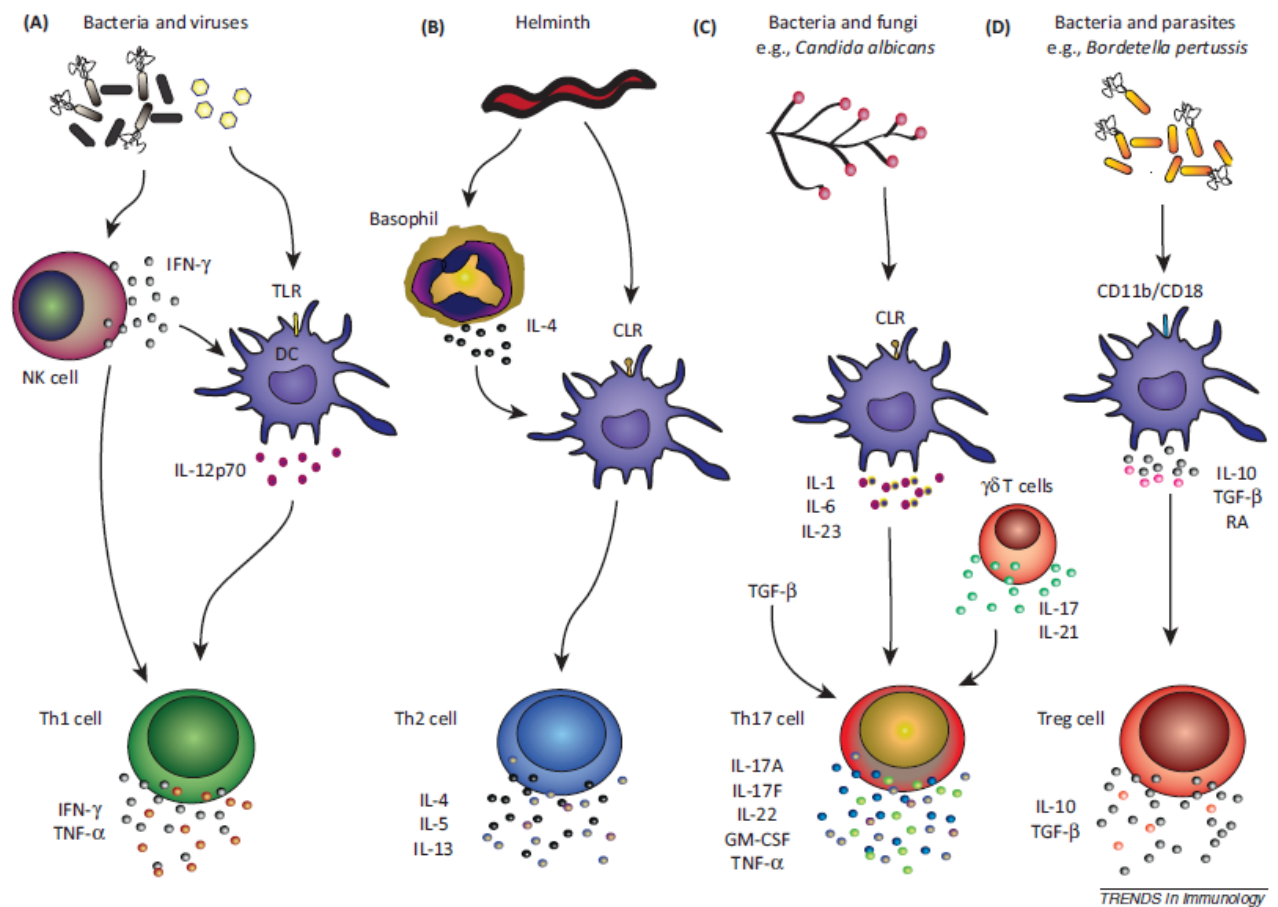 (A) Bacteria and viruses
IFN-γ
TLR
DC
NK cell
IL-12p70
Th1 cell
IFN-γ
TNF-α
(B) Helminth
Basophil
IL-4
CLR
Th2 cell
IL-4
IL-5
IL-13
(C) Bacteria and fungi
e.g., Candida albicans
CLR
IL-1
IL-6
IL-23
γδ T cells
TGF-β
IL-17
IL-21
Th17 cell
IL-17A
IL-17F
IL-22
GM-CSF
TNF-α
(D) Bacteria and parasites
e.g., Bordetella pertussis
CD11b/CD18
IL-10
TGF-β
RA
Treg cell
IL-10
TGF-β
TRENDS in Immunology